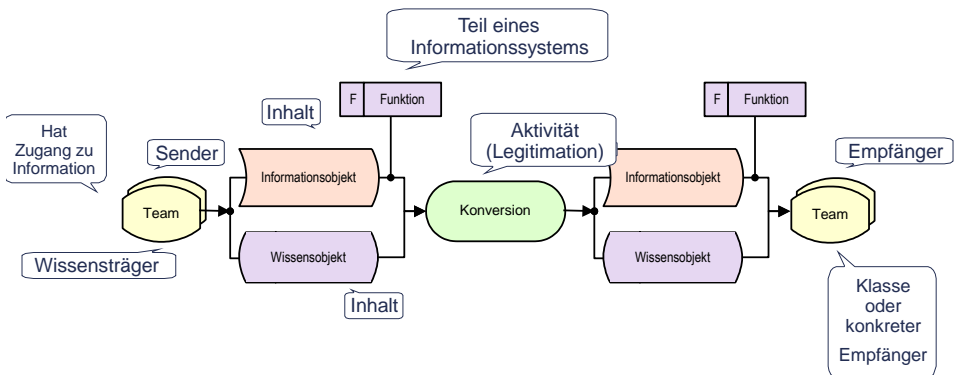 Teil eines
Informationssystems
F Funktion
F Funktion
Inhalt
Hat
Zugang zu
Information
Sender
Aktivität
(Legitimation)
Empfänger
Informationsobjekt
Informationsobjekt
Team
Konversion
Team
Wissensobjekt
Wissensobjekt
Wissensträger
Inhalt
Klasse
oder
konkreter
Empfänger